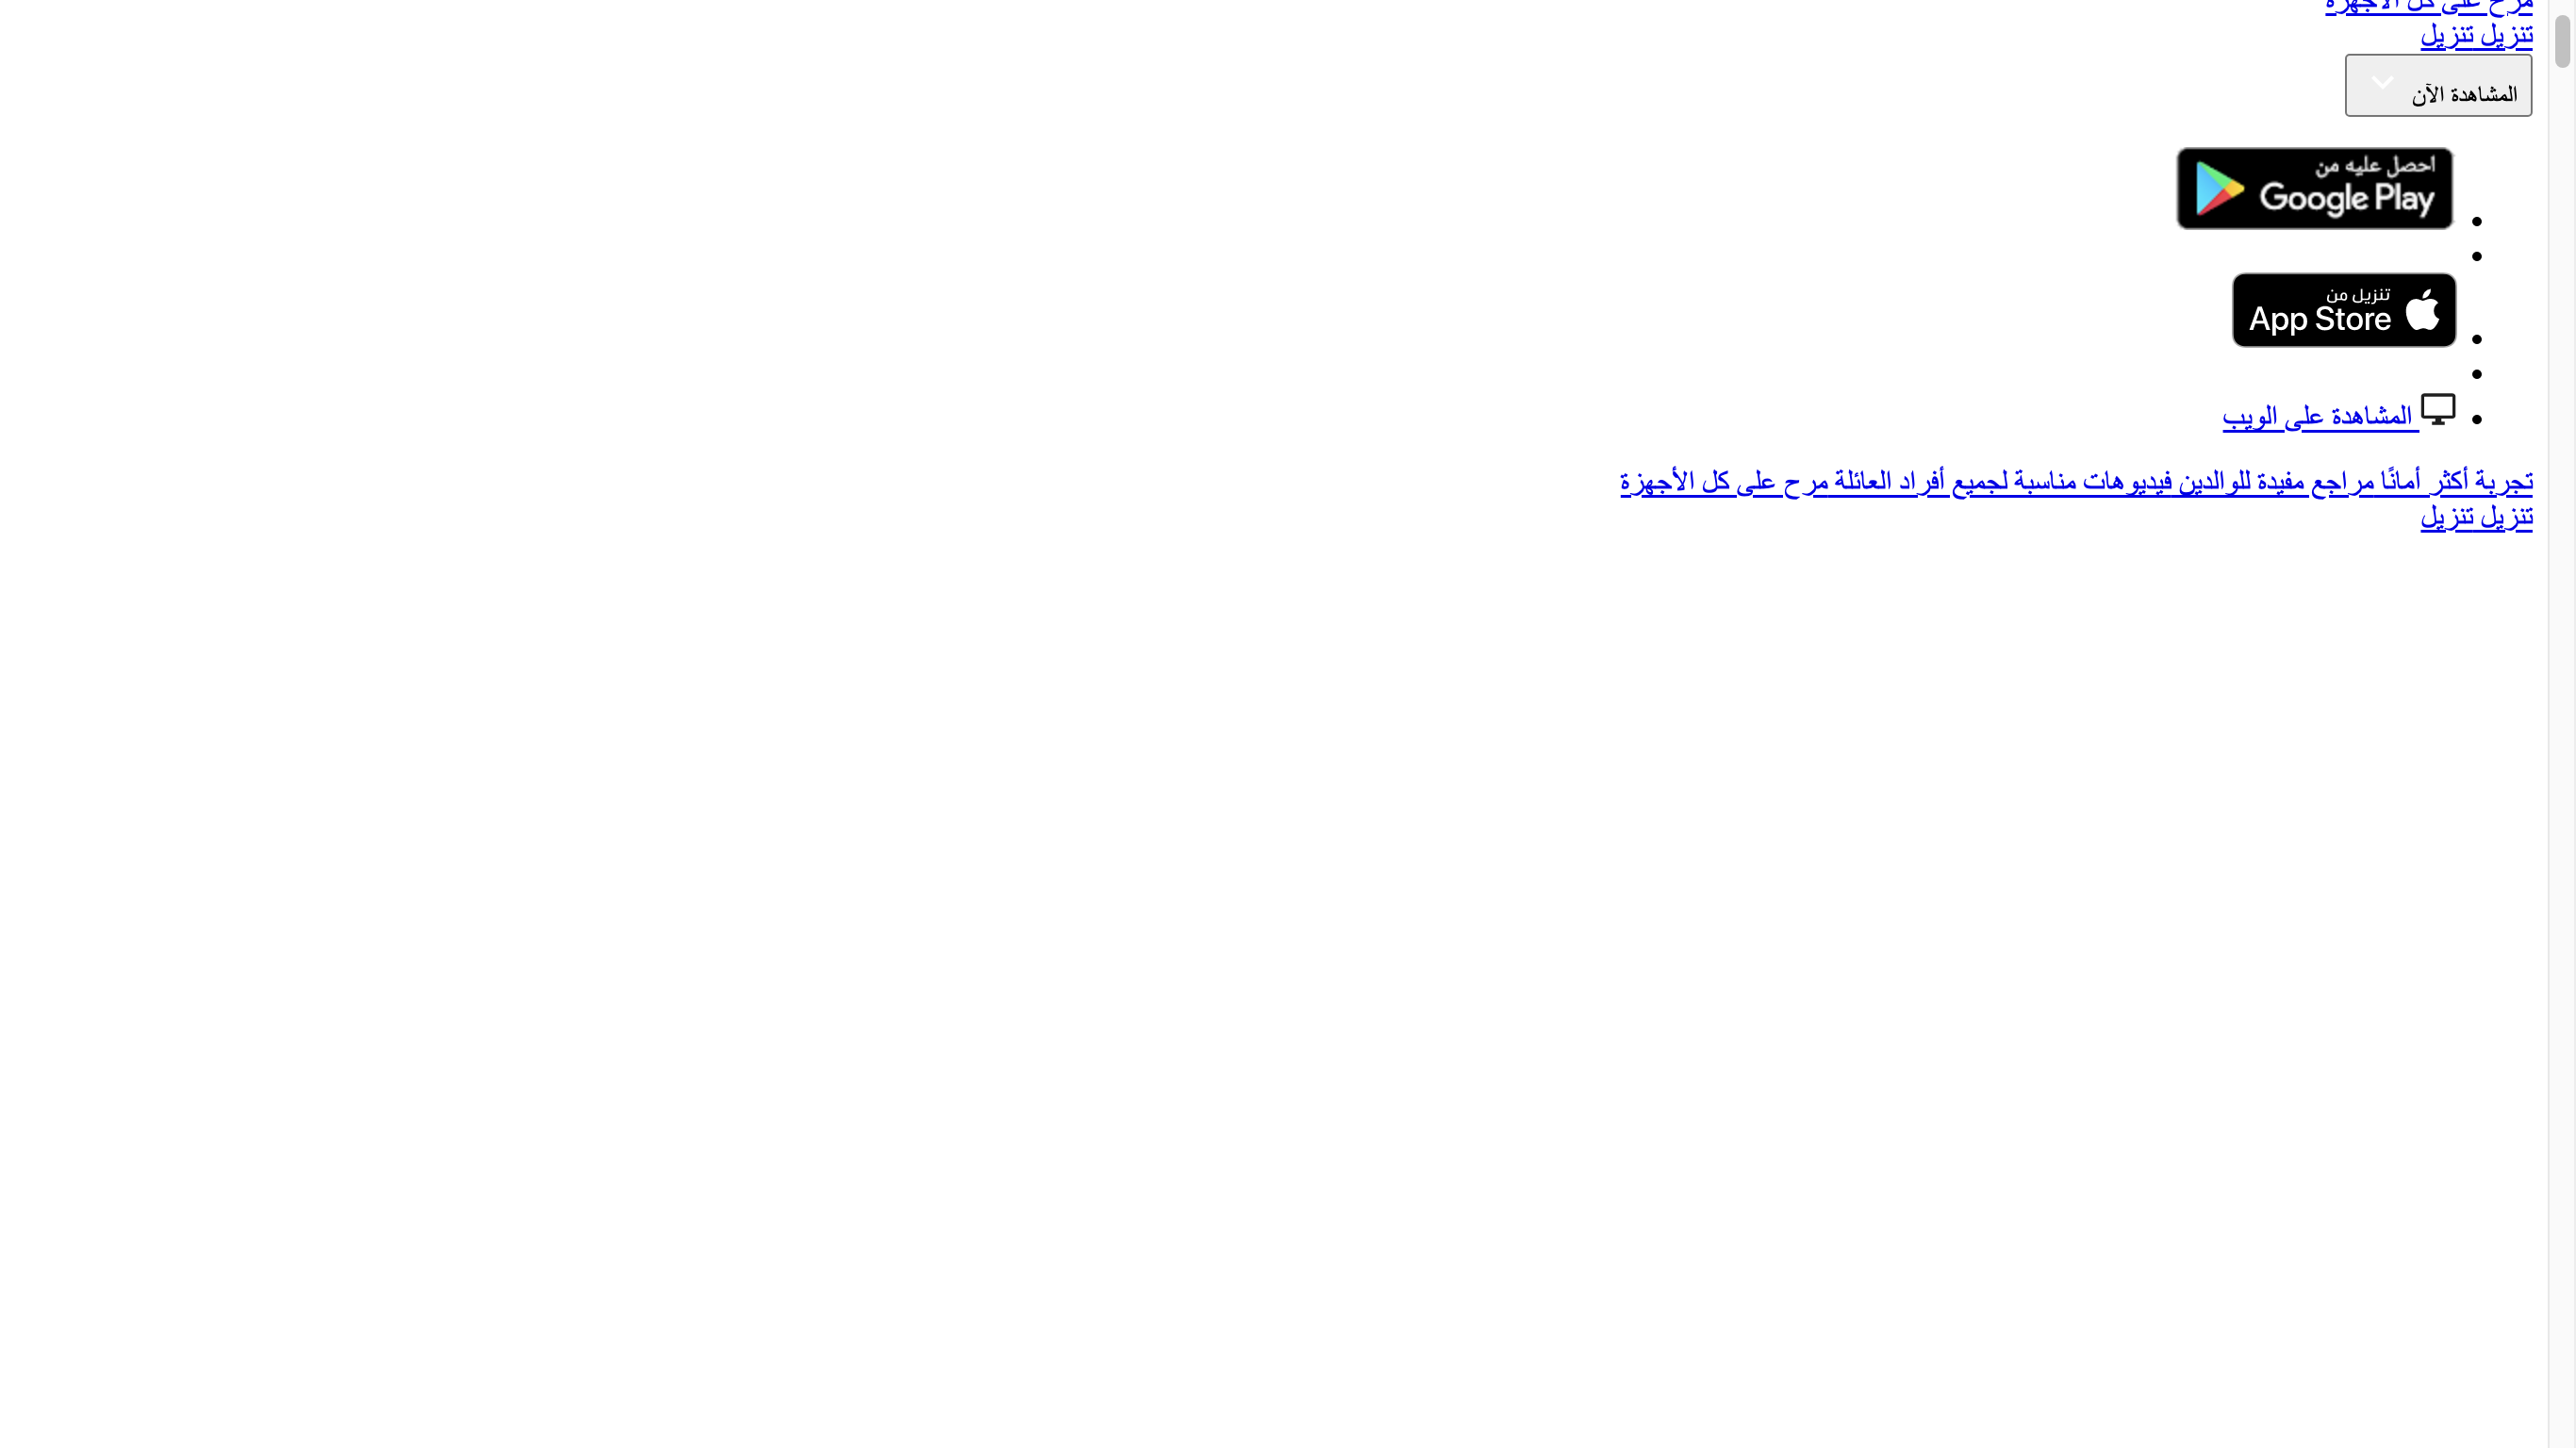 مرح على كل الأجهزة
تنزيل تنزيل
المشاهدة الآن
احصل عليه من
Google Play
تنزيل من
App Store
المشاهدة على الويب
تجربة أكثر أمانًا مراجع مفيدة للوالدين فيديوهات مناسبة لجميع أفراد العائلة مرح على كل الأجهزة
تنزيل تنزيل